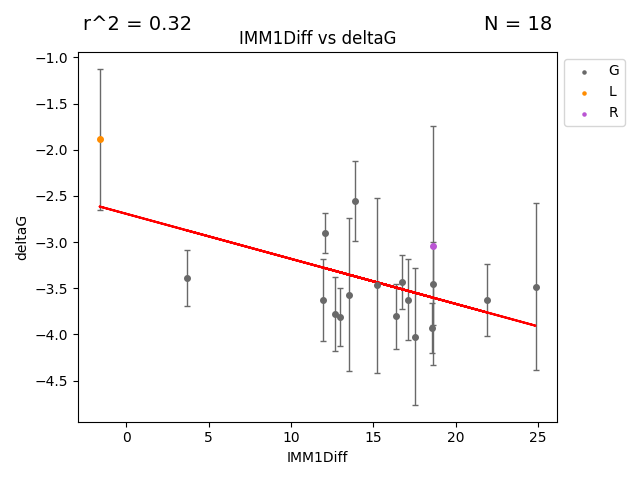 r^2 = 0.32
N = 18
IMM1Diff vs deltaG
G
L
R
−1.0
−1.5
−2.0
−2.5
−3.0
−3.5
−4.0
−4.5
deltaG
0
5
10
15
20
25
IMM1Diff